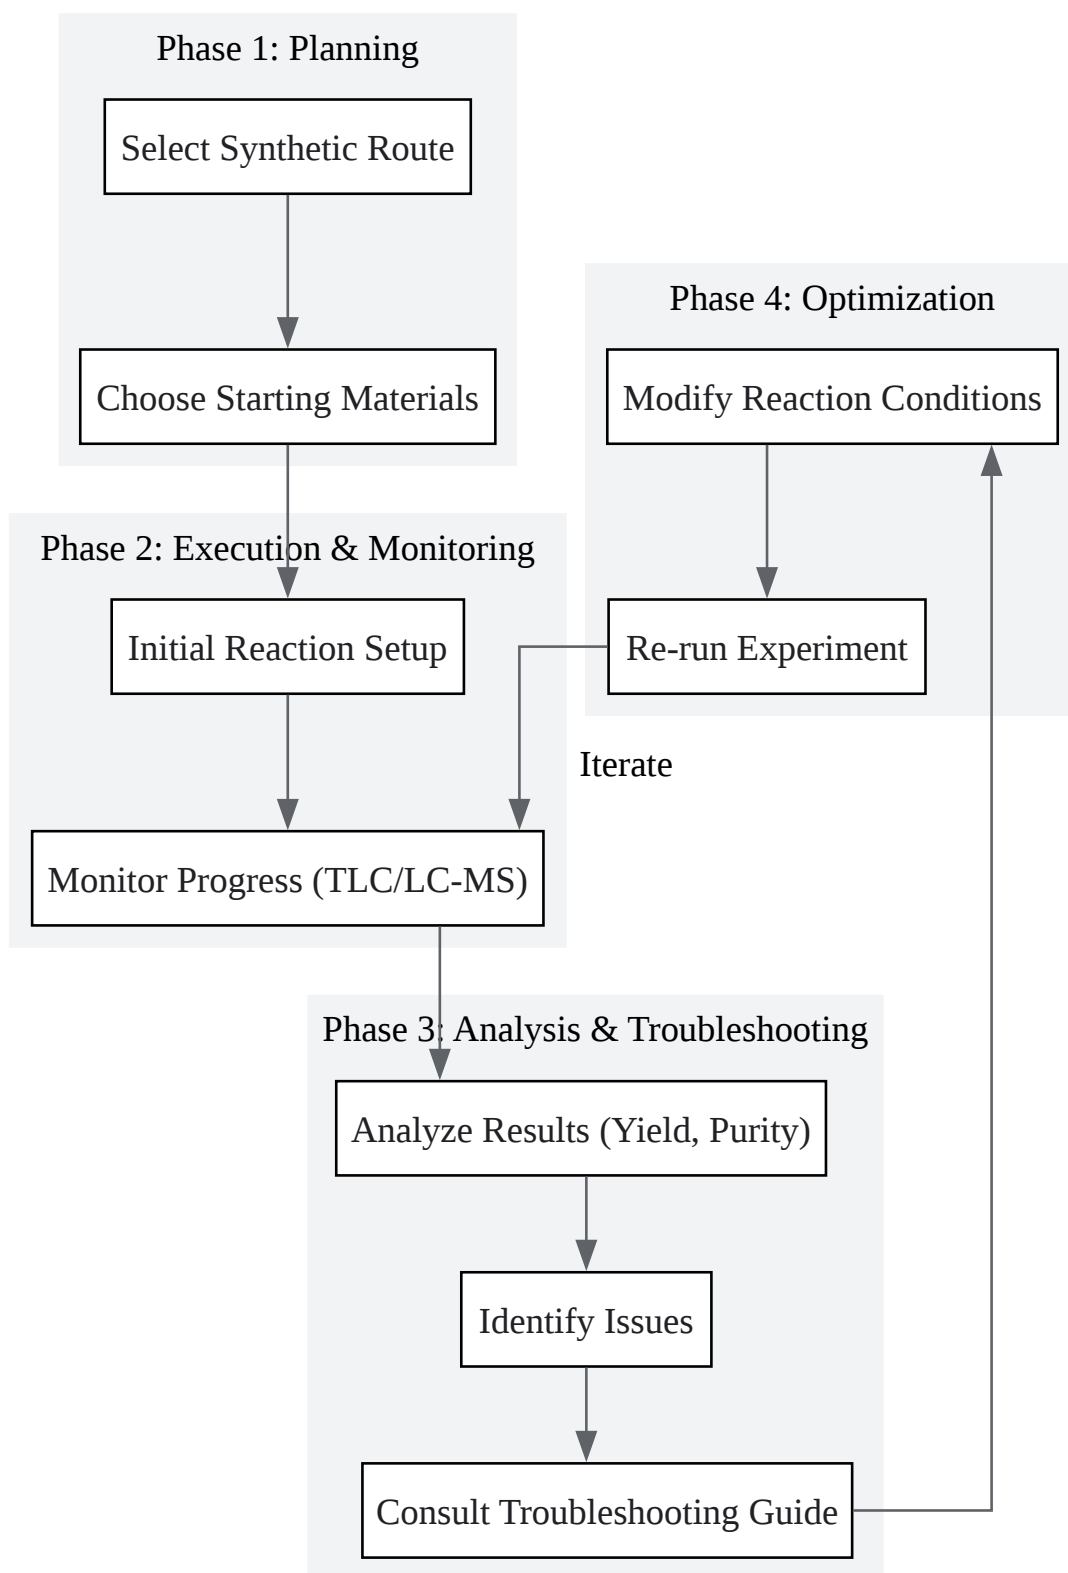 Phase 1: Planning
Select Synthetic Route
Choose Starting Materials
Phase 4: Optimization
Modify Reaction Conditions
Phase 2: Execution & Monitoring
Initial Reaction Setup
Re-run Experiment
Iterate
Monitor Progress (TLC/LC-MS)
Phase 3: Analysis & Troubleshooting
Analyze Results (Yield, Purity)
Identify Issues
Consult Troubleshooting Guide